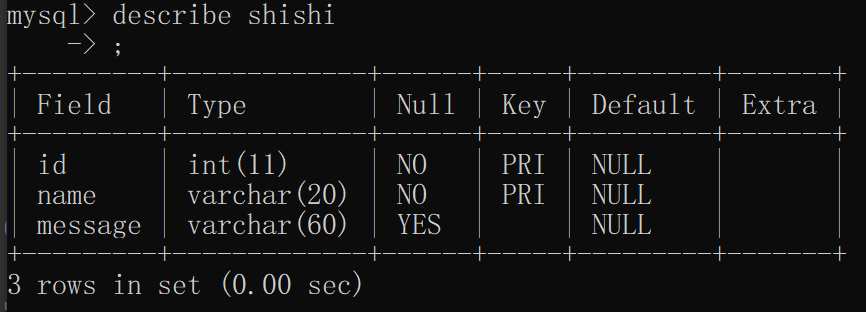 mysql> describe shishi
    -> ;
+---------+-------------+------+-----+---------+-------+
| Field   | Type        | Null | Key | Default | Extra |
+---------+-------------+------+-----+---------+-------+
| id      | int(11)     | NO   | PRI | NULL    |       |
| name    | varchar(20) | NO   | PRI | NULL    |       |
| message | varchar(60) | YES  |     | NULL    |       |
+---------+-------------+------+-----+---------+-------+
3 rows in set (0.00 sec)